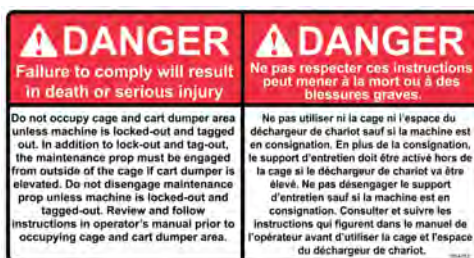 DANGER
Failure to comply will result
in death or serious injury
Do not occupy cage and cart dumper area
unless machine is locked-out and tagged
out. In addition to lock-out and tag-out,
the maintenance prop must be engaged
from outside of the cage if cart dumper is
elevated. Do not disengage maintenance
prop unless machine is locked-out and
tagged-out. Review and follow
instructions in operator's manual prior to
occupying cage and cart dumper area.
DANGER
Ne pas respecter ces instructions
peut mener à la mort ou à des
blessures graves.
Ne pas utiliser ni la cage ni l'espace du
déchargeur de chariot sauf si la machine est
en consignation. En plus de la consignation,
le support d'entretien doit être activé hors de
la cage si le déchargeur de chariot va être
élevé. Ne pas désengager le support
d'entretien sauf si la machine est en
consignation. Consulter et suivre les
instructions qui figurent dans le manuel de
l'opérateur avant d'utiliser la cage et l'espace
du déchargeur de chariot.